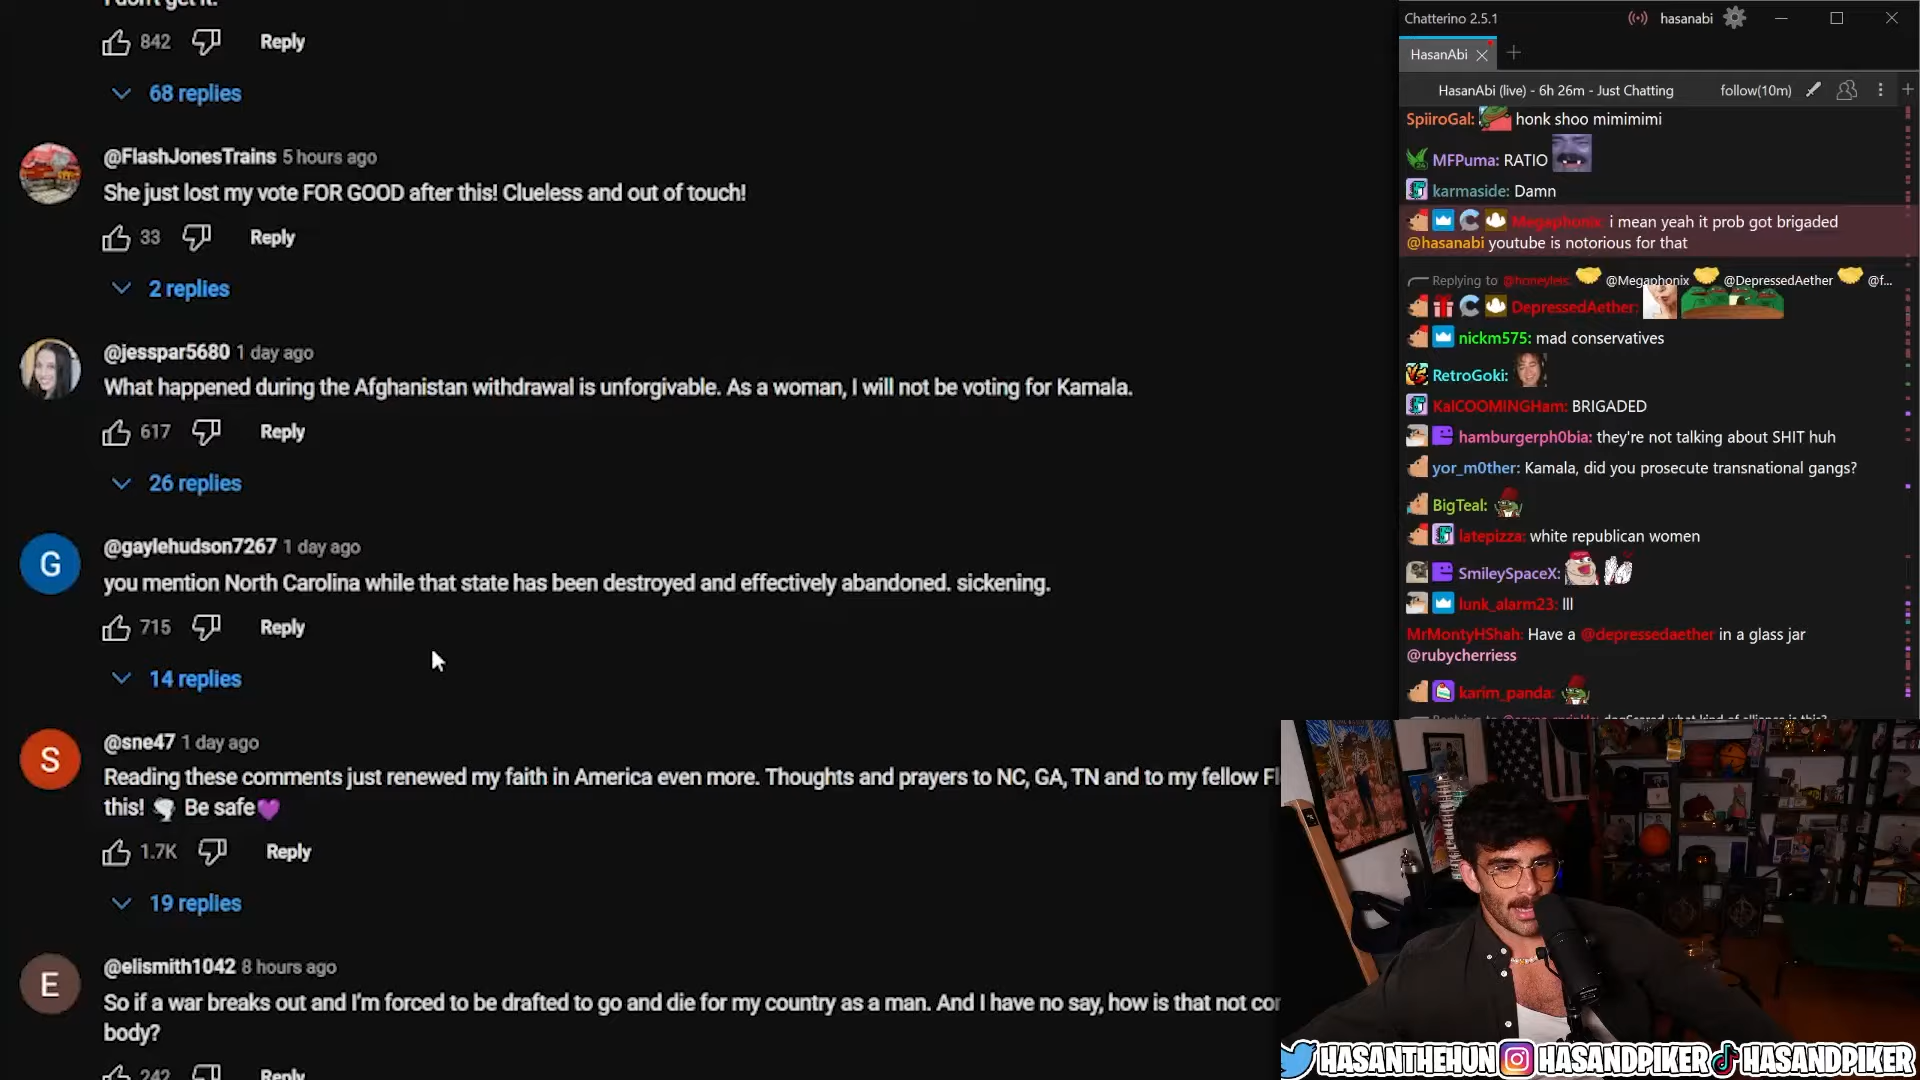 842 Reply
68 replies
@FlashJonesTrains 5 hours ago
She just lost my vote FOR GOOD after this! Clueless and out of touch!
33 Reply
2 replies
@jesspar5680 1 day ago
What happened during the Afghanistan withdrawal is unforgivable. As a woman, I will not be voting for Kamala.
617 Reply
26 replies
G
@gaylehudson7267 1 day ago
you mention North Carolina while that state has been destroyed and effectively abandoned. sickening.
715 Reply
14 replies
S
@sne47 1 day ago
Reading these comments just renewed my faith in America even more. Thoughts and prayers to NC, GA, TN and to my fellow
this! 🌪 Be safe💜
1.7K Reply
19 replies
E
@elismith1042 8 hours ago
So if a war breaks out and I'm forced to be drafted to go and die for my country as a man. And I have no say, how is that not
body?
242 Reply
Chatterino 2.5.1 hasanabi
HasanAbi
HasanAbi (live) - 6h 26m - Just Chatting follow(10m)
SpiiroGal: honk shoo mimimimi
MFPuma: RATIO
karmaside: Damn
Megaphonix: i mean yeah it prob got brigaded
@hasanabi youtube is notorious for that
Replying to @Megaphonix @DepressedAether @f...
DepressedAether:
nickm575: mad conservatives
RetroGoki:
KalCOOMINGHam: BRIGADED
hamburgerph0bia: they're not talking about SHIT huh
yor_m0ther: Kamala, did you prosecute transnational gangs?
BigTeal:
latepizza: white republican women
SmileySpaceX:
lunk_alarm23: lll
MrMontyHShah: Have a @depressedaether in a glass jar
@rubycherriess
karim_panda:
HASANTHEHUN HASANDPIKER HASANDPIKER